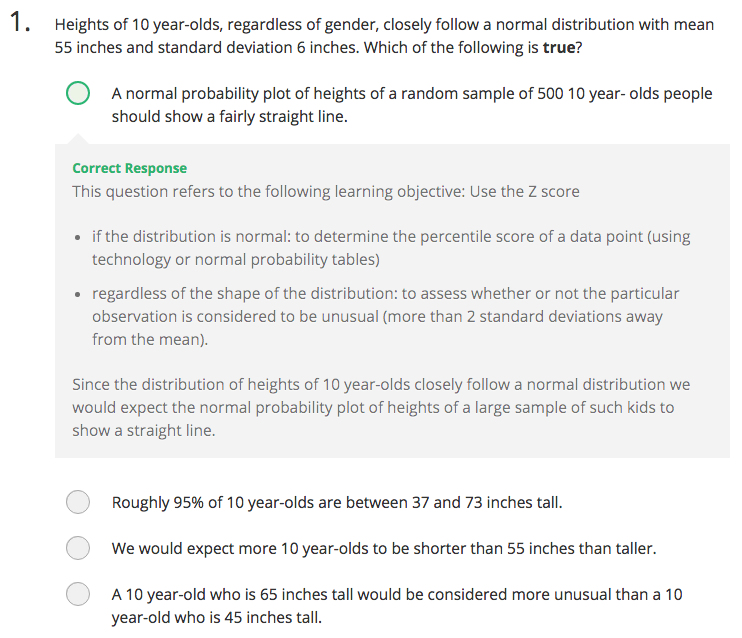 1. Heights of 10 year-olds, regardless of gender, closely follow a normal distribution with mean
55 inches and standard deviation 6 inches. Which of the following is true?
A normal probability plot of heights of a random sample of 500 10 year- olds people
should show a fairly straight line.
Correct Response
This question refers to the following learning objective: Use the Z score
• if the distribution is normal: to determine the percentile score of a data point (using
technology or normal probability tables)
• regardless of the shape of the distribution: to assess whether or not the particular
observation is considered to be unusual (more than 2 standard deviations away
from the mean).
Since the distribution of heights of 10 year-olds closely follow a normal distribution we
would expect the normal probability plot of heights of a large sample of such kids to
show a straight line.
Roughly 95% of 10 year-olds are between 37 and 73 inches tall.
We would expect more 10 year-olds to be shorter than 55 inches than taller.
A 10 year-old who is 65 inches tall would be considered more unusual than a 10
year-old who is 45 inches tall.